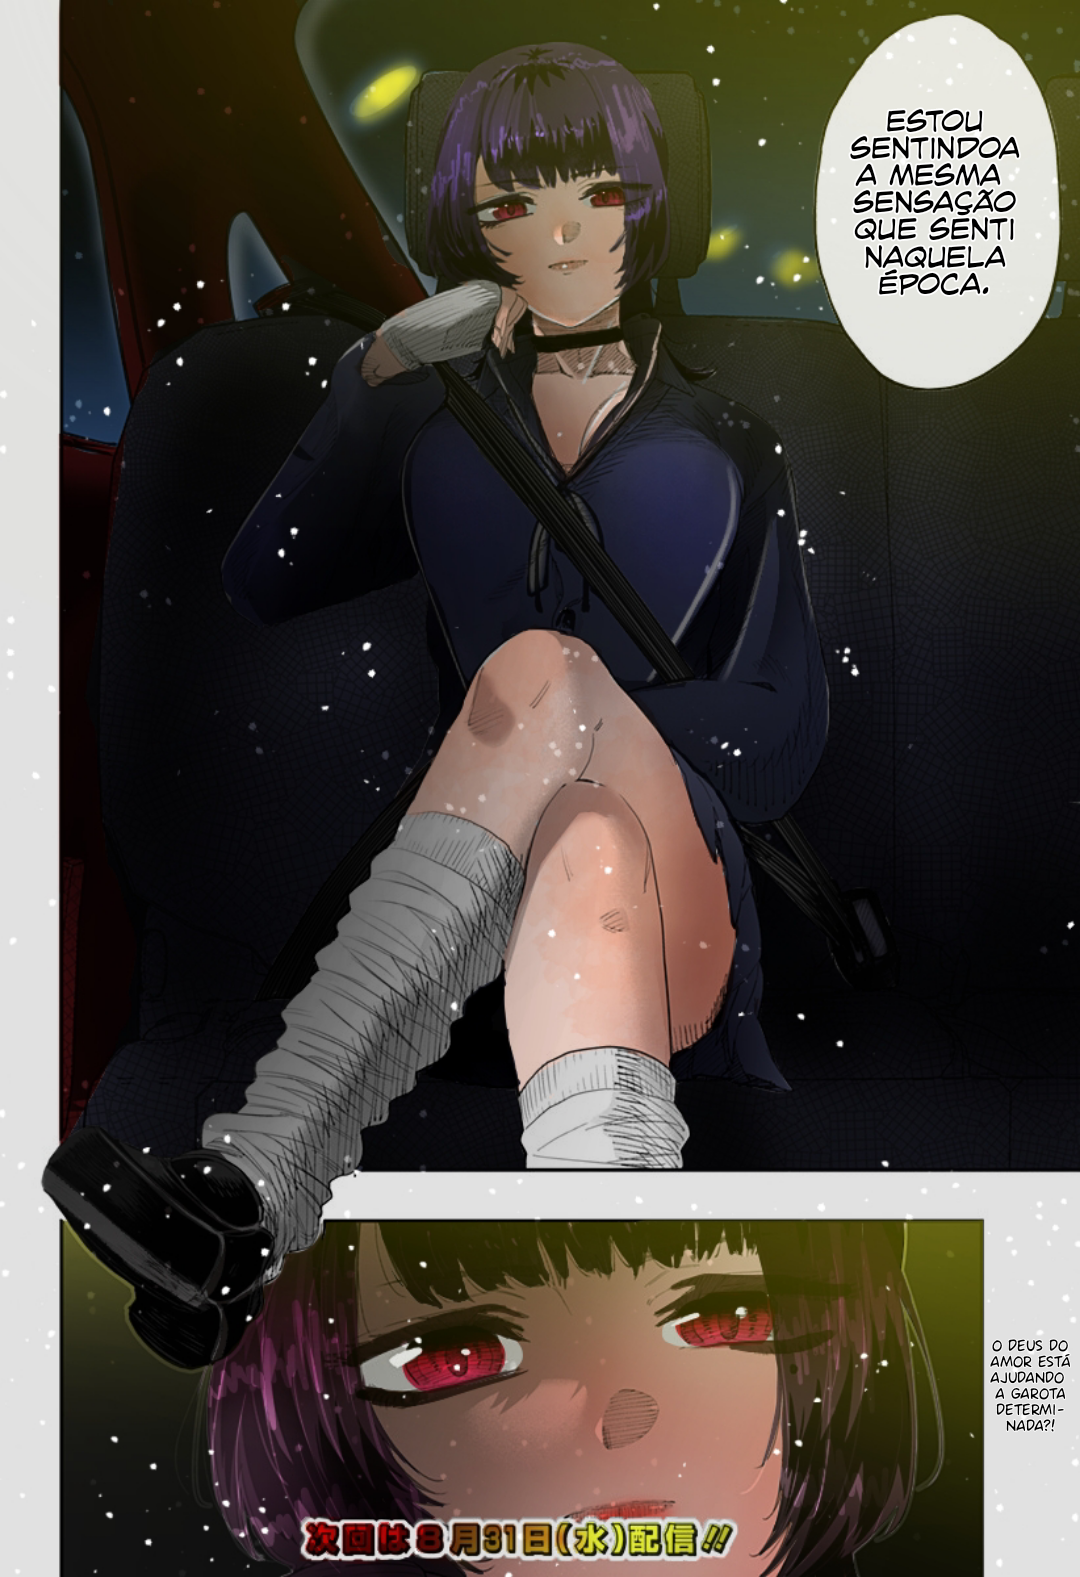 ESTOU
SENTINDOA
A MESMA
SENSAÇÃO
QUE SENTI
NAQUELA
ÉPOCA.
O DEUS DO
AMOR ESTÁ
AJUDANDO
A GAROTA
DETERMI-
NADA?!
次回は8月31日(水)配信!!